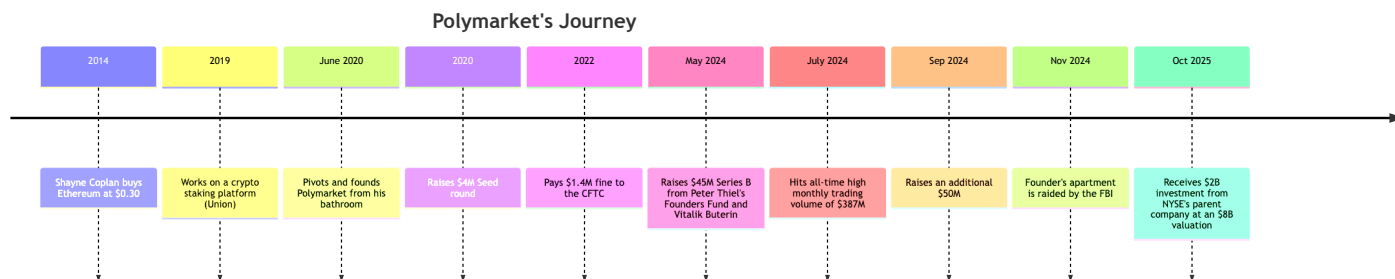 Polymarket's Journey
2014
2019
June 2020
2020
2022
May 2024
July 2024
Sep 2024
Nov 2024
Oct 2025
Shayne Coplan buys
Ethereum at $0.30
Works on a crypto
staking platform
(Union)
Pivots and founds
Polymarket from his
bathroom
Raises $4M Seed
round
Pays $1.4M fine to
the CFTC
Raises $45M Series B
from Peter Thiel's
Founders Fund and
Vitalik Buterin
Hits all-time high
monthly trading
volume of $387M
Raises an additional
$50M
Founder's apartment
is raided by the FBI
Receives $2B
investment from
NYSE's parent
company at an $8B
valuation